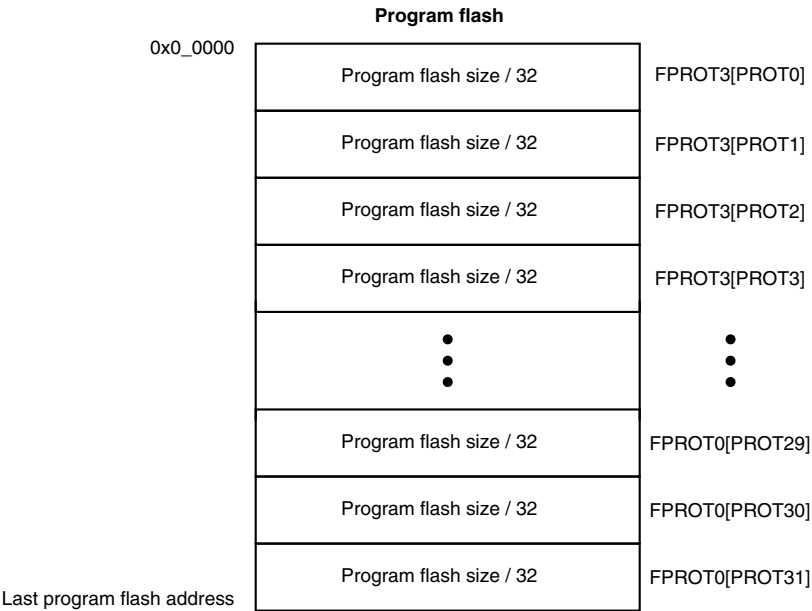 Program flash
0x0_0000
Program flash size / 32 FPROT3[PROT0]
Program flash size / 32 FPROT3[PROT1]
Program flash size / 32 FPROT3[PROT2]
Program flash size / 32 FPROT3[PROT3]
Program flash size / 32 FPROT0[PROT29]
Program flash size / 32 FPROT0[PROT30]
Program flash size / 32 FPROT0[PROT31]
Last program flash address